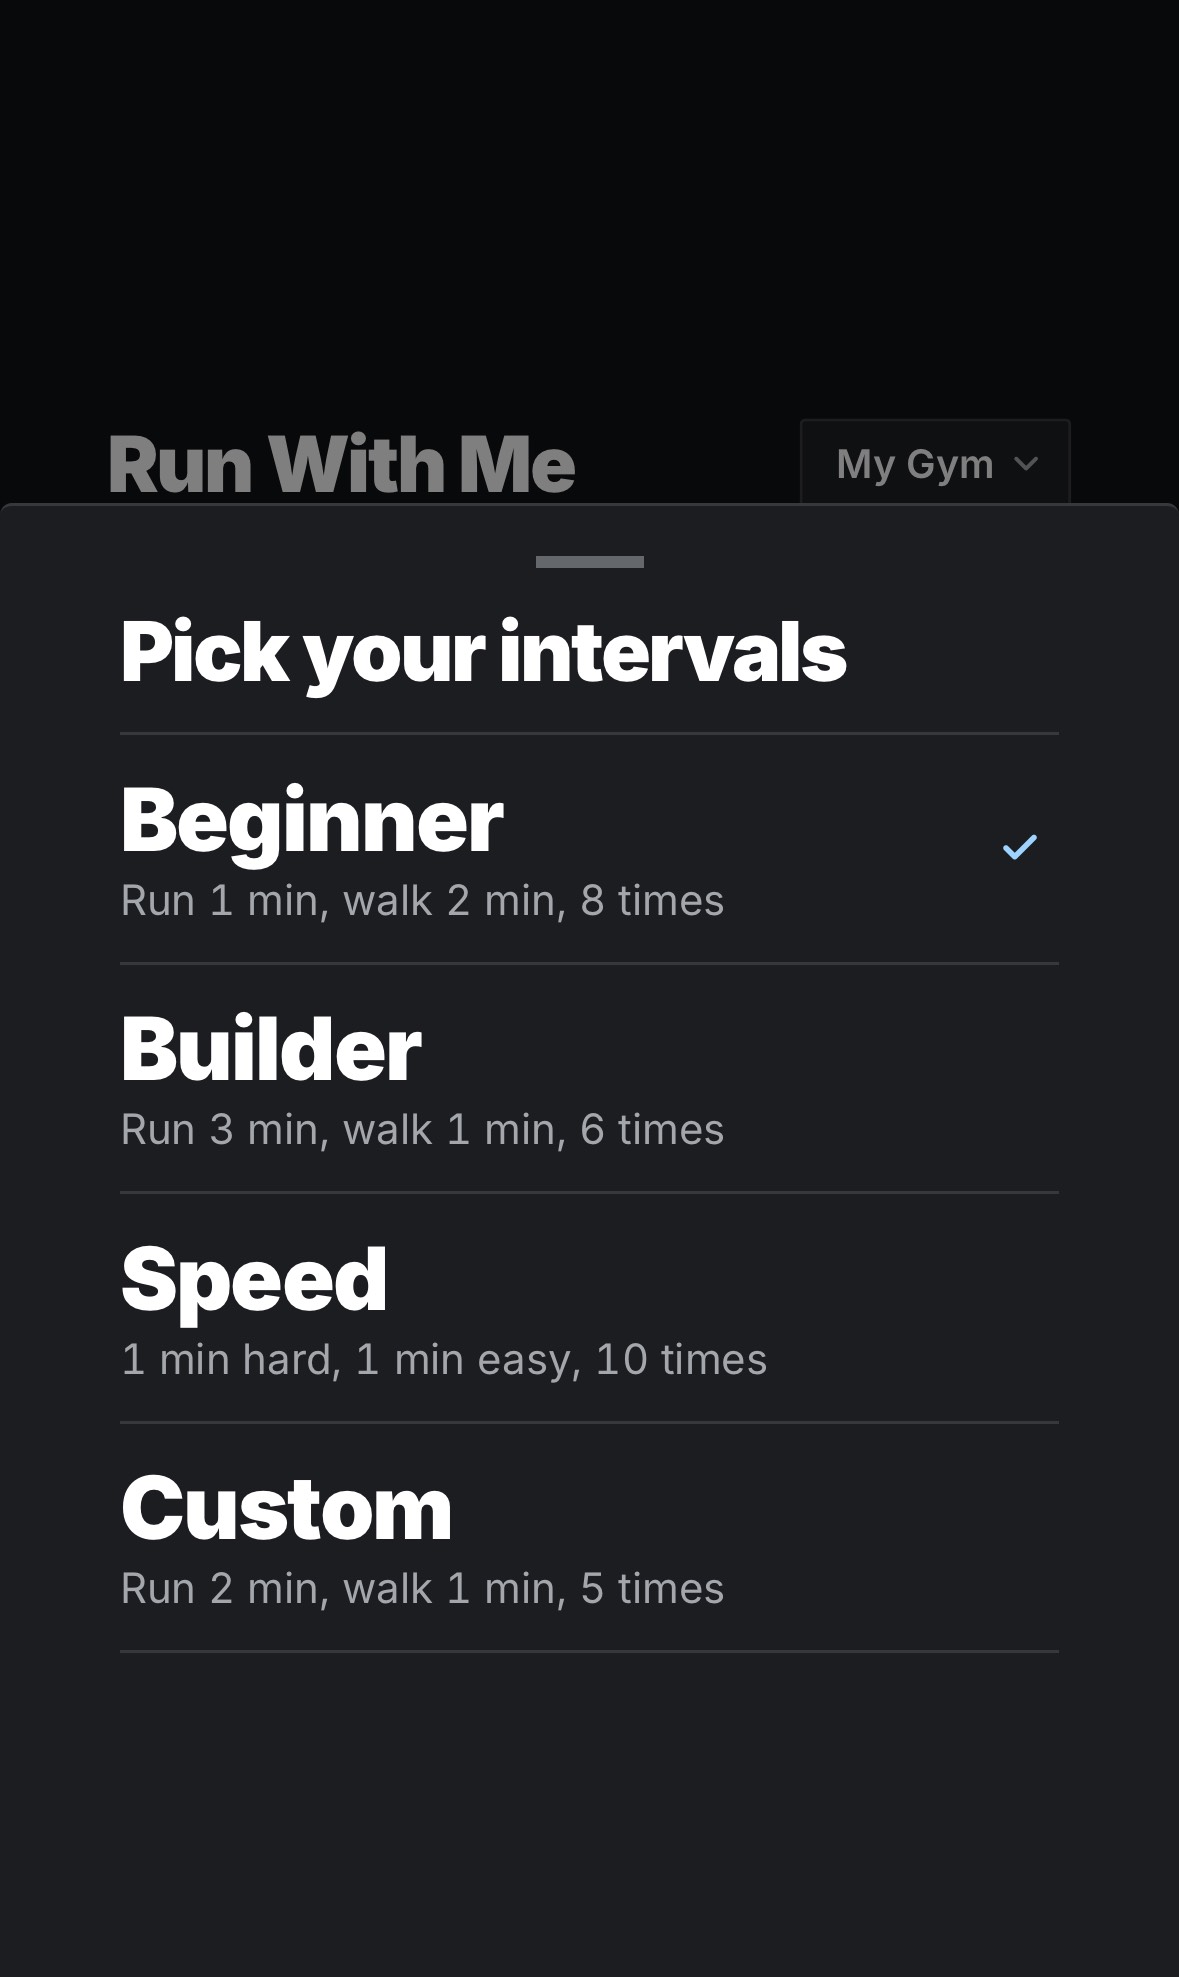 Run With Me
My Gym
Pick your intervals
Beginner
Run 1 min, walk 2 min, 8 times
Builder
Run 3 min, walk 1 min, 6 times
Speed
1 min hard, 1 min easy, 10 times
Custom
Run 2 min, walk 1 min, 5 times